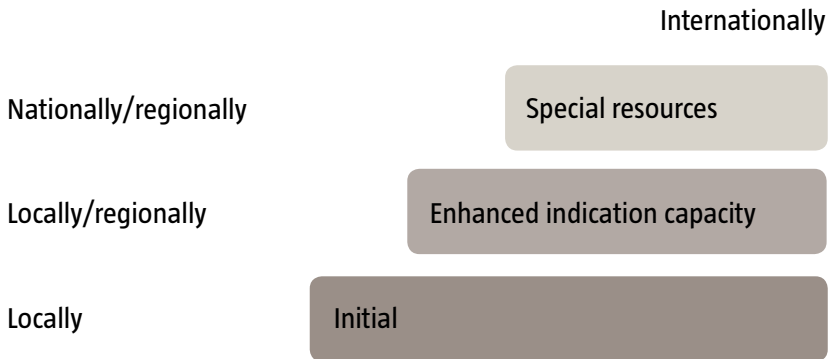 Internationally
Nationally/regionally Special resources
Locally/regionally Enhanced indication capacity
Locally Initial